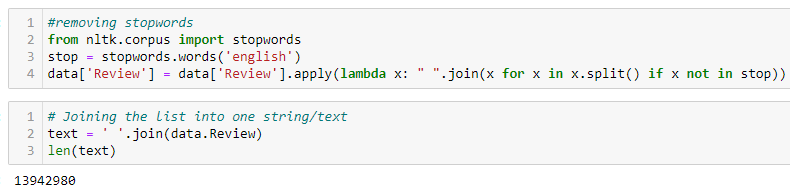 1 #removing stopwords
2 from nltk.corpus import stopwords
3 stop = stopwords.words('english')
4 data['Review'] = data['Review'].apply(lambda x: " ".join(x for x in x.split() if x not in stop))
1 # Joining the list into one string/text
2 text = ' '.join(data.Review)
3 len(text)
13942980